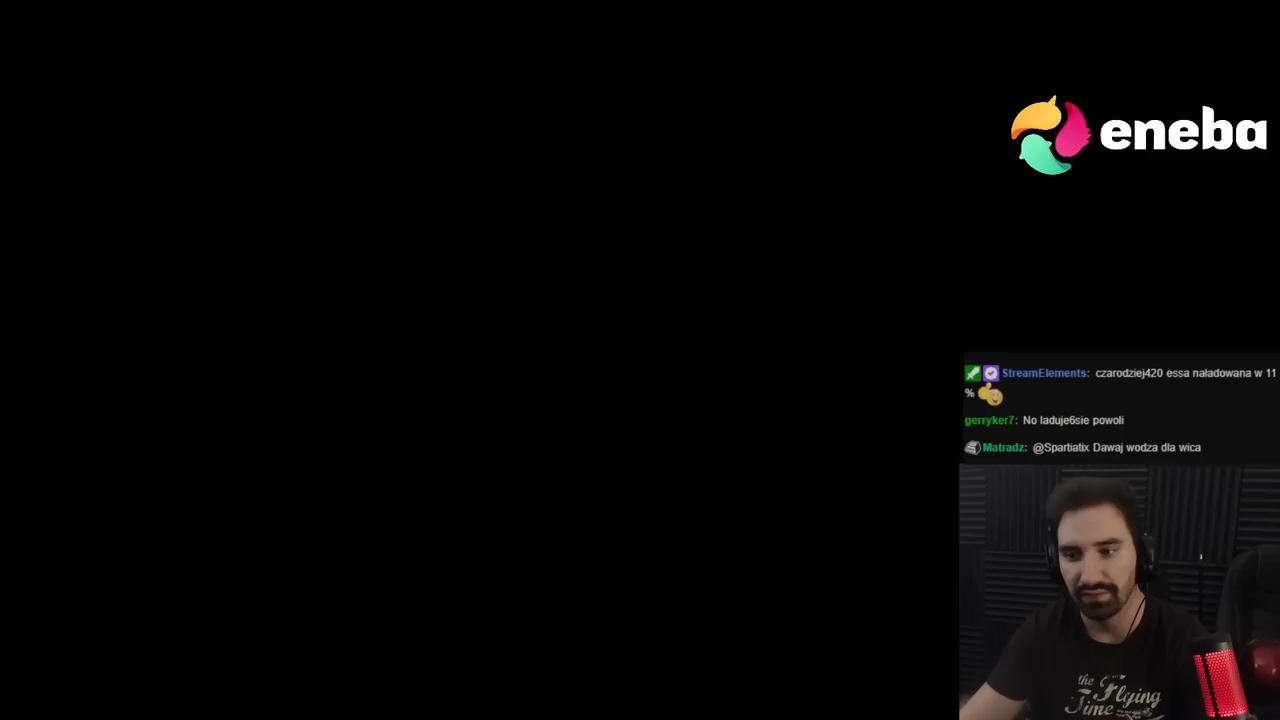 eneba
StreamElements: czarodziej420 essa naładowana w 11
%
gerryker7: No laduje6sie powoli
Matradz: @Spartiatix Dawaj wodza dla wica
the Flying
Time